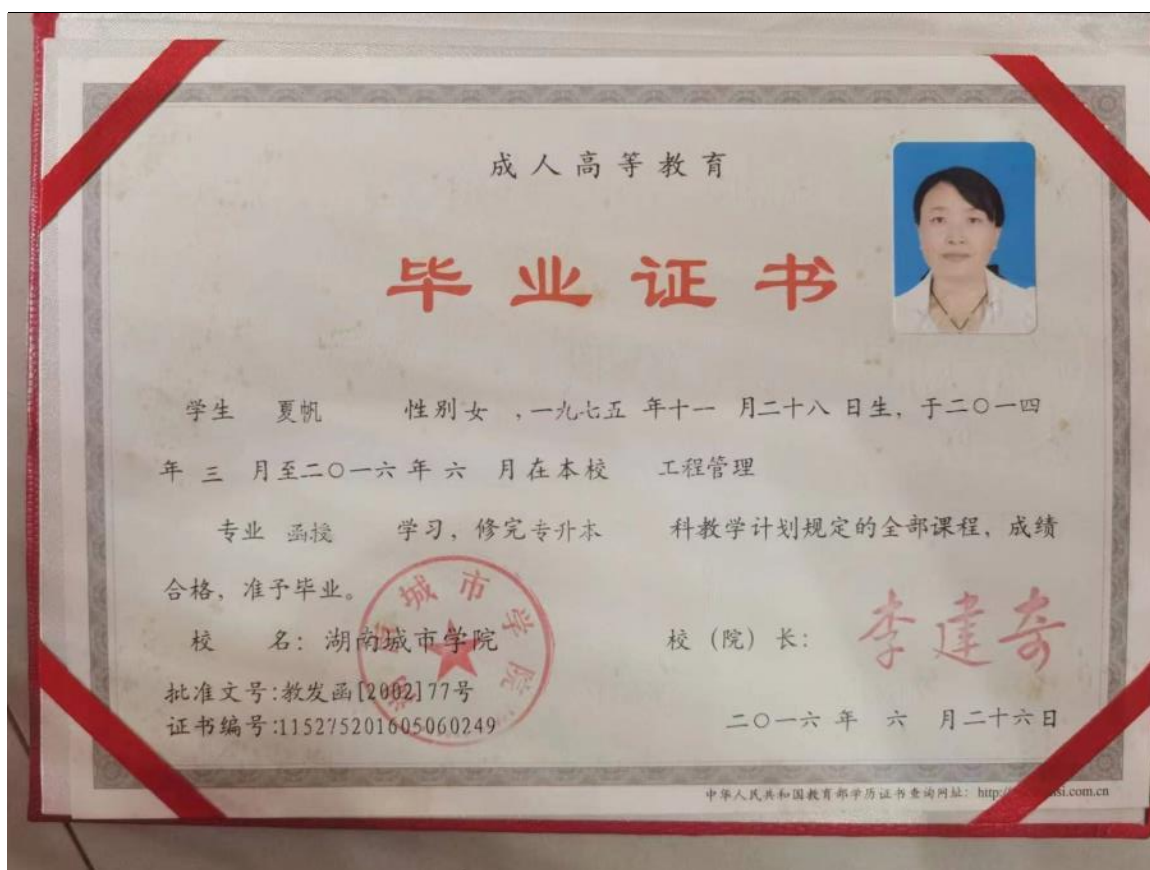 成人高等教育
毕业证书
学生 夏帆 性别 女 ,一九七五 年十一 月二十八 日生, 于二〇一四
年 三 月至二〇一六 年 六 月在本校 工程管理
专业 函授 学习, 修完 专升本 科教学计划规定的全部课程, 成绩
合格, 准予毕业。
校 名: 湖南城市学院
城市学院
校 (院) 长: 李建奇
批准文号:教发函[2002]77号
证书编号:115275201605060249
二〇一六 年 六 月二十六日
中华人民共和国教育部学历证书查询网址: http:/ si.com.cn